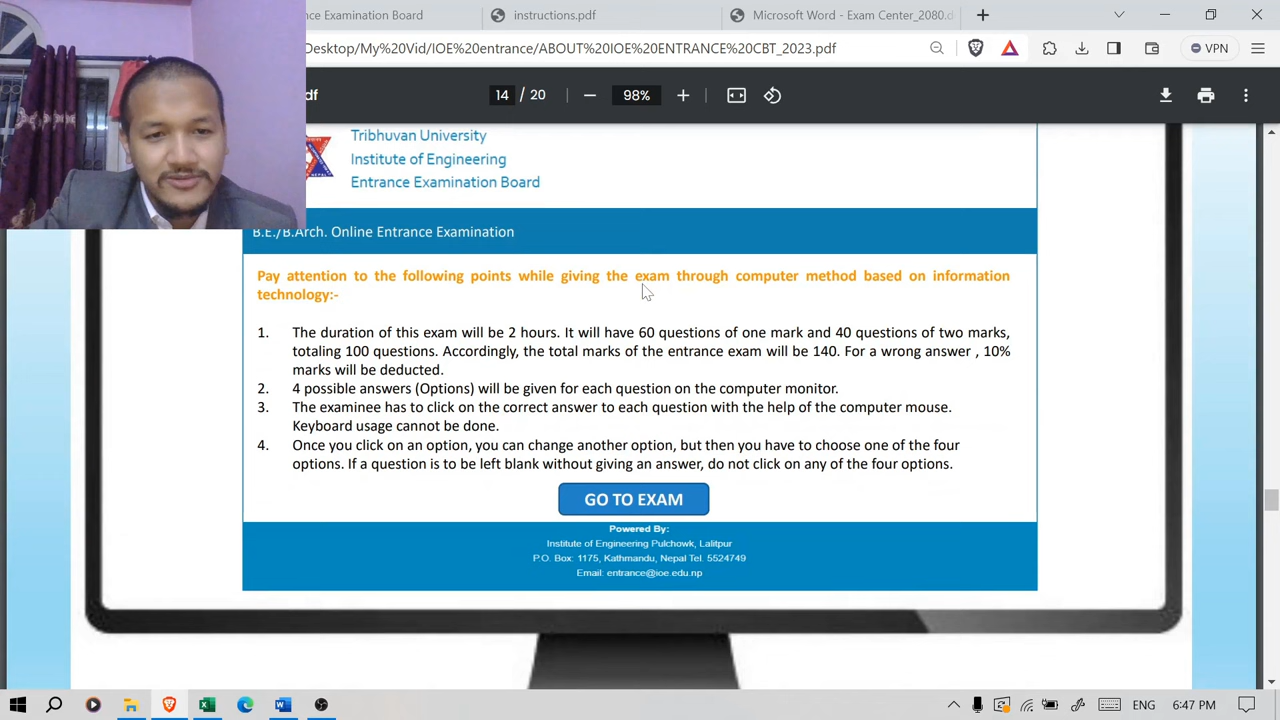 e Examination Board
instructions.pdf
Microsoft Word - Exam Center_2080.d
Desktop/My%20Vid/IOE%20entrance/ABOUT%20IOE%20ENTRANCE%20CBT_2023.pdf
VPN
df
14 / 20
98%
Tribhuvan University
Institute of Engineering
Entrance Examination Board
B.E./B.Arch. Online Entrance Examination
Pay attention to the following points while giving the exam through computer method based on information
technology:-
1. The duration of this exam will be 2 hours. It will have 60 questions of one mark and 40 questions of two marks,
totaling 100 questions. Accordingly, the total marks of the entrance exam will be 140. For a wrong answer , 10%
marks will be deducted.
2. 4 possible answers (Options) will be given for each question on the computer monitor.
3. The examinee has to click on the correct answer to each question with the help of the computer mouse.
Keyboard usage cannot be done.
4. Once you click on an option, you can change another option, but then you have to choose one of the four
options. If a question is to be left blank without giving an answer, do not click on any of the four options.
GO TO EXAM
Powered By:
Institute of Engineering Pulchowk, Lalitpur
P.O. Box: 1175, Kathmandu, Nepal Tel. 5524749
Email: entrance@ioe.edu.np
ENG
6:47 PM